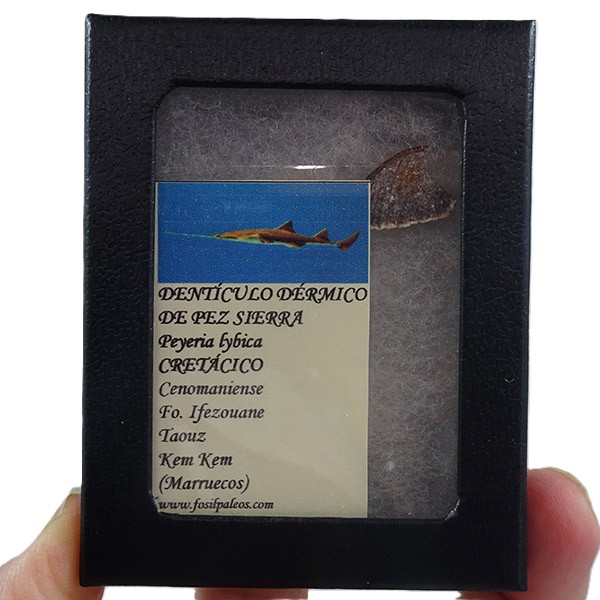 DENTÍCULO DÉRMICO
DE PEZ SIERRA
Peyeria lybica
CRETÁCICO
Cenomaniense
Fo. Ifezouane
Taouz
Kem Kem
(Marruecos)
www.fosilpaleos.com